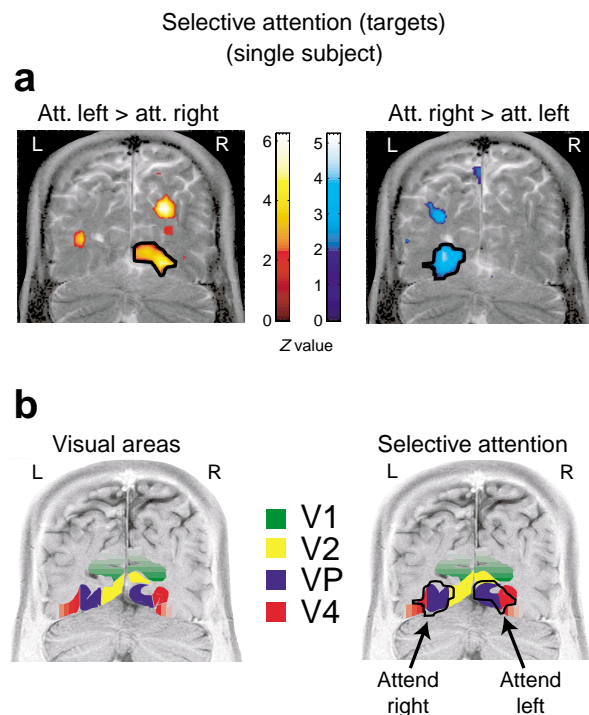 Selective attention (targets)
(single subject)
a
Att. left > att. right
Att. right > att. left
L
R
L
R
6
4
2
0
5
4
3
2
1
0
Z value
b
Visual areas
Selective attention
L
R
L
R
V1
V2
VP
V4
Attend
right
Attend
left